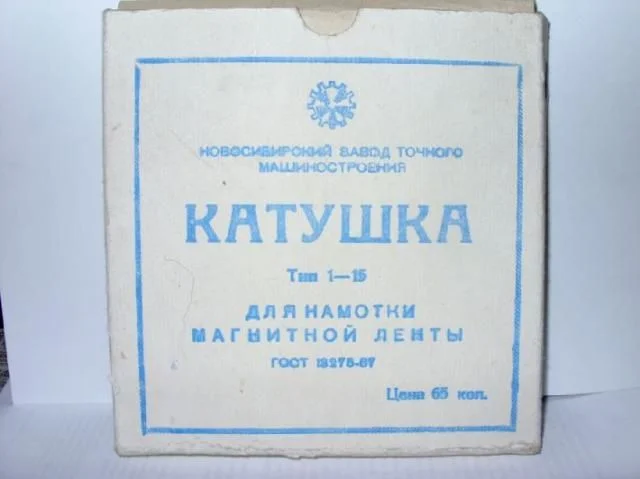 НОВОСИБИРСКИЙ ЗАВОД ТОЧНОГО
МАШИНОСТРОЕНИЯ
КАТУШКА
Тип 1—15
ДЛЯ НАМОТКИ
МАГНИТНОЙ ЛЕНТЫ
ГОСТ 13275-67
Цена 65 коп.